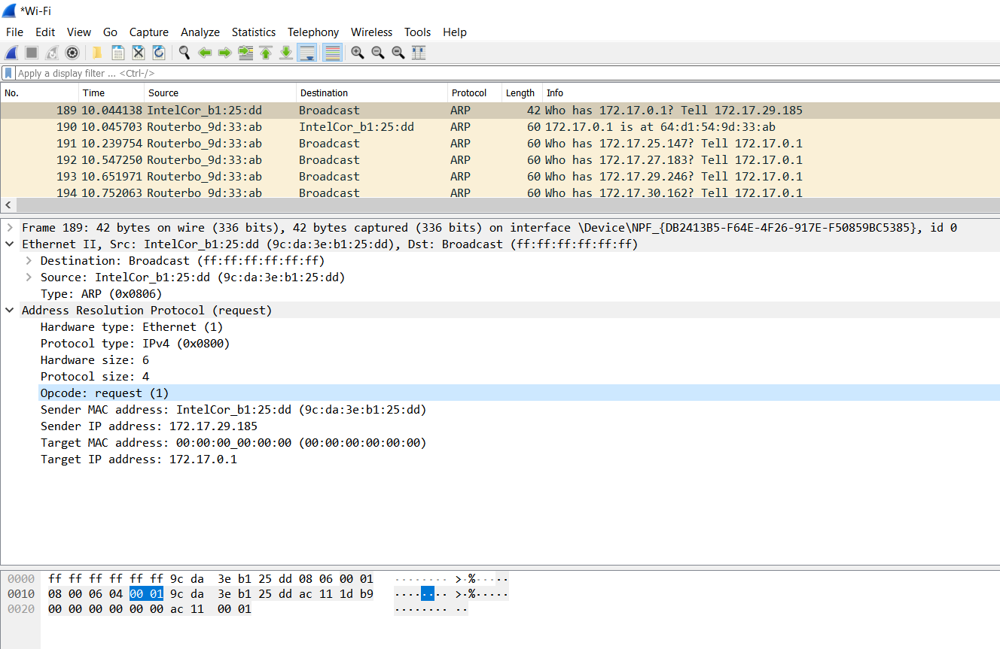 *Wi-Fi
File Edit View Go Capture Analyze Statistics Telephony Wireless Tools Help
Apply a display filter ... <Ctrl-/>
No. Time Source Destination Protocol Length Info
189 10.044138 IntelCor_b1:25:dd Broadcast ARP 42 Who has 172.17.0.1? Tell 172.17.29.185
190 10.045703 Routerbo_9d:33:ab IntelCor_b1:25:dd ARP 60 172.17.0.1 is at 64:d1:54:9d:33:ab
191 10.239754 Routerbo_9d:33:ab Broadcast ARP 60 Who has 172.17.25.147? Tell 172.17.0.1
192 10.547250 Routerbo_9d:33:ab Broadcast ARP 60 Who has 172.17.27.183? Tell 172.17.0.1
193 10.651971 Routerbo_9d:33:ab Broadcast ARP 60 Who has 172.17.29.246? Tell 172.17.0.1
194 10.752063 Routerbo_9d:33:ab Broadcast ARP 60 Who has 172.17.30.162? Tell 172.17.0.1
Frame 189: 42 bytes on wire (336 bits), 42 bytes captured (336 bits) on interface \Device\NPF_{DB2413B5-F64E-4F26-917E-F50859BC5385}, id 0
Ethernet II, Src: IntelCor_b1:25:dd (9c:da:3e:b1:25:dd), Dst: Broadcast (ff:ff:ff:ff:ff:ff)
Destination: Broadcast (ff:ff:ff:ff:ff:ff)
Source: IntelCor_b1:25:dd (9c:da:3e:b1:25:dd)
Type: ARP (0x0806)
Address Resolution Protocol (request)
Hardware type: Ethernet (1)
Protocol type: IPv4 (0x0800)
Hardware size: 6
Protocol size: 4
Opcode: request (1)
Sender MAC address: IntelCor_b1:25:dd (9c:da:3e:b1:25:dd)
Sender IP address: 172.17.29.185
Target MAC address: 00:00:00_00:00:00 (00:00:00:00:00:00)
Target IP address: 172.17.0.1
0000 ff ff ff ff ff ff 9c da 3e b1 25 dd 08 06 00 01 ········ >·%·····
0010 08 00 06 04 00 01 9c da 3e b1 25 dd ac 11 1d b9 ········ >·%·····
0020 00 00 00 00 00 00 ac 11 00 01 ········ ··